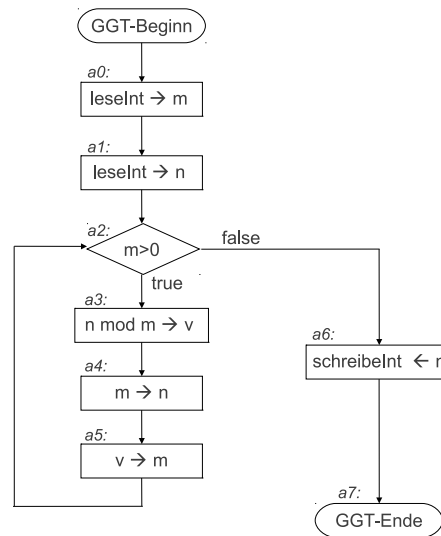 GGT-Beginn
a0:
leseInt → m
a1:
leseInt → n
a2:
m>0
false
true
a3:
n mod m → v
a4:
m → n
a5:
v → m
a6:
schreibeInt ← n
a7:
GGT-Ende